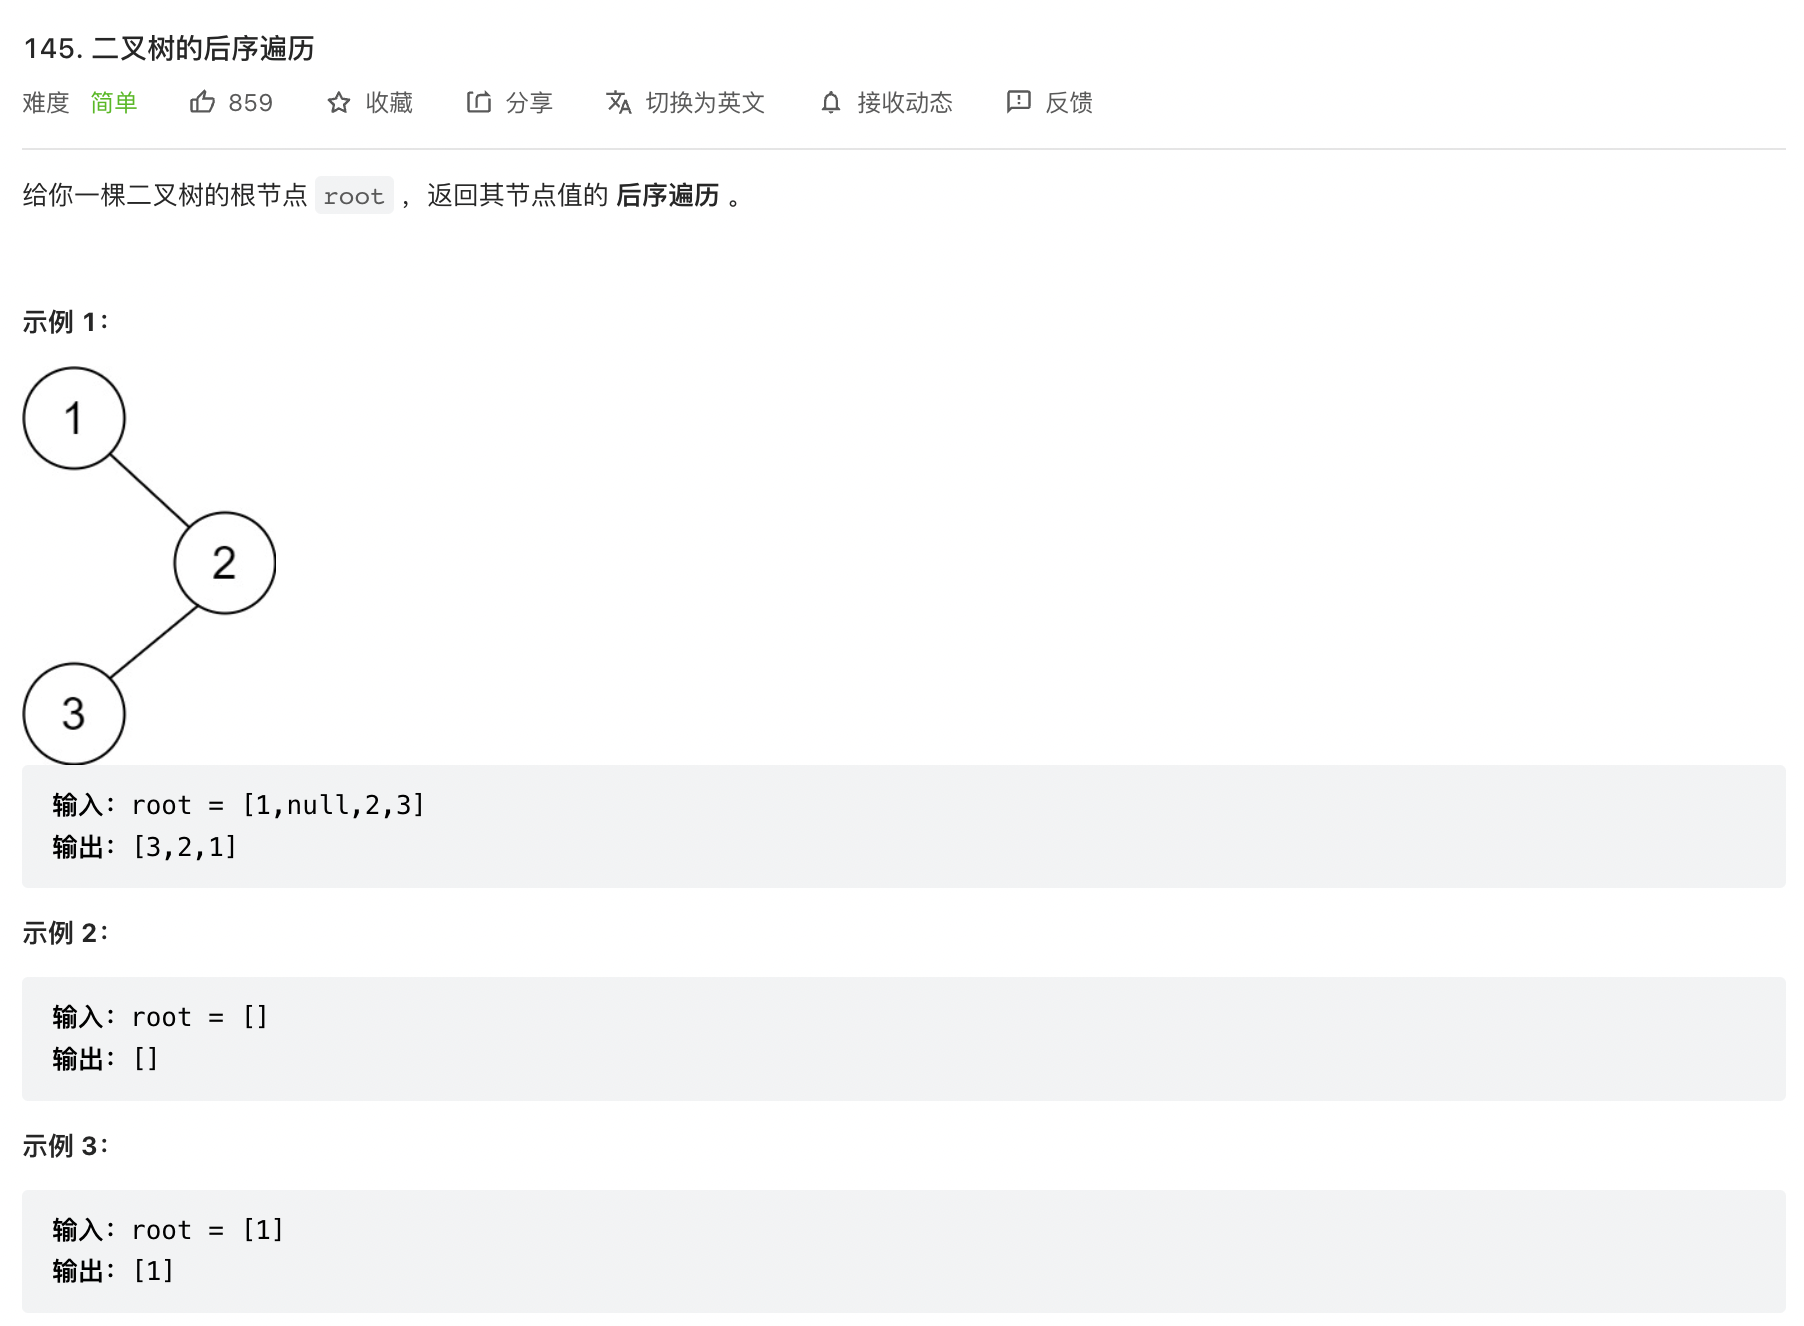 145. 二叉树的后序遍历
难度 简单 859 收藏 分享 切换为英文 接收动态 反馈
给你一棵二叉树的根节点 root ，返回其节点值的 后序遍历 。
示例 1：
1
2
3
输入：root = [1,null,2,3]
输出：[3,2,1]
示例 2：
输入：root = []
输出：[]
示例 3：
输入：root = [1]
输出：[1]